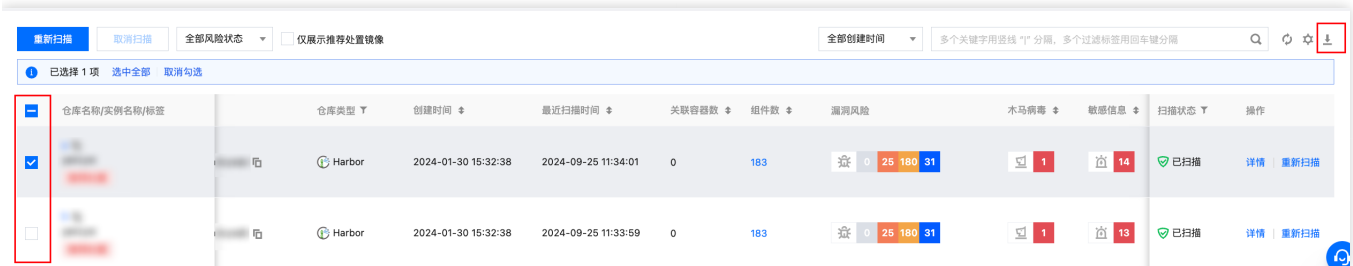 重新扫描 取消扫描 全部风险状态 仅展示推荐处置镜像 全部创建时间 多个关键字用竖线 "|" 分隔，多个过滤标签用回车键分隔
已选择 1 项 选中全部 取消勾选
仓库名称/实例名称/标签 仓库类型 创建时间 最近扫描时间 关联容器数 组件数 漏洞风险 木马病毒 敏感信息 扫描状态 操作
Harbor 2024-01-30 15:32:38 2024-09-25 11:34:01 0 183 0 25 180 31 1 14 已扫描 详情 重新扫描
Harbor 2024-01-30 15:32:38 2024-09-25 11:33:59 0 183 0 25 180 31 1 13 已扫描 详情 重新扫描